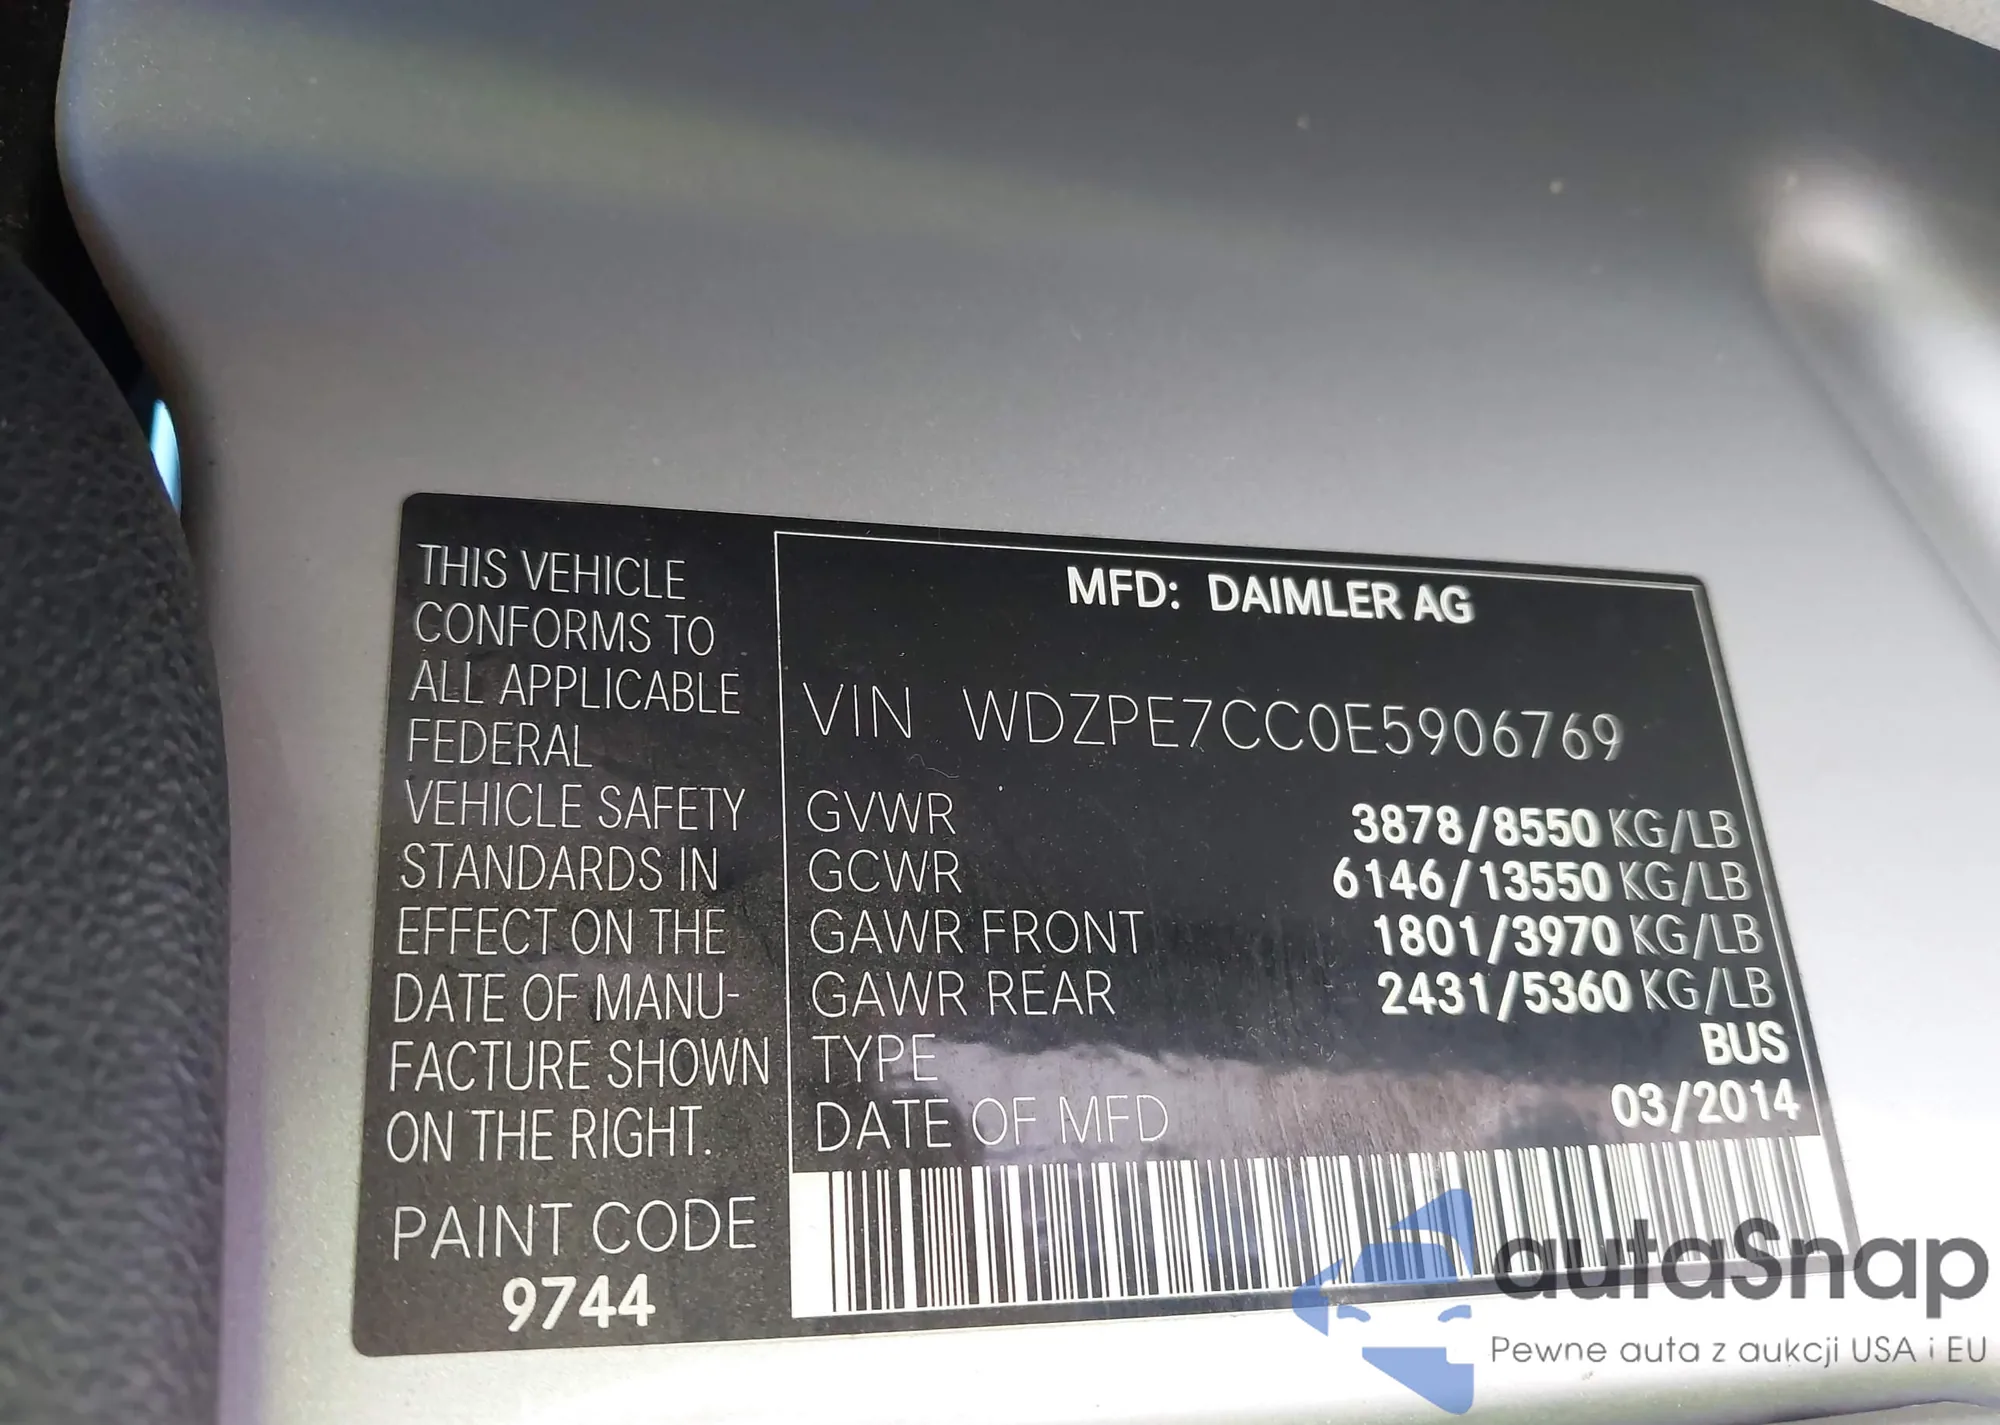 THIS VEHICLE
CONFORMS TO
ALL APPLICABLE
FEDERAL
VEHICLE SAFETY
STANDARDS IN
EFFECT ON THE
DATE OF MANU-
FACTURE SHOWN
ON THE RIGHT.
PAINT CODE
9744
MFD: DAIMLER AG
VIN WDZPE7CC0E5906769
GVWR 3878/8550 KG/LB
GCWR 6146/13550 KG/LB
GAWR FRONT 1801/3970 KG/LB
GAWR REAR 2431/5360 KG/LB
TYPE BUS
DATE OF MFD 03/2014
autaSnap
Pewne auta z aukcji USA i EU